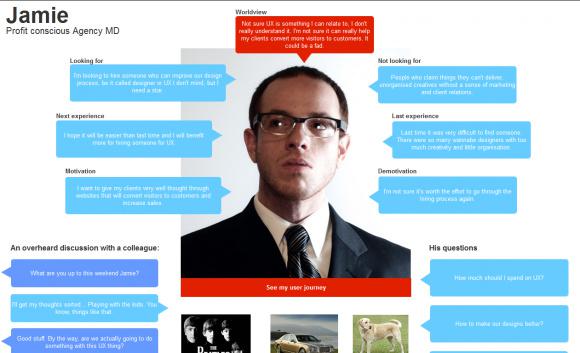 Jamie
Profit conscious Agency MD
Worldview
Not sure UX is something I can relate to, I don't
really understand it. I'm not sure it can really help
my clients convert more visitors to customers. It
could be a fad.
Looking for
I'm looking to hire someone who can improve our design
process, be it called designer or UX I don't mind, but I
need a star.
Not looking for
People who claim things they can't deliver,
unorganised creatives without a sense of marketing
and client relations.
Next experience
I hope it will be easier than last time and I will benefit
more for hiring someone for UX.
Last experience
Last time it was very difficult to find someone.
There were so many wannabe designers with too
much creativity and little organisation.
Motivation
I want to give my clients very well thought through
websites that will convert visitors to customers and
increase sales.
Demotivation
I'm not sure it's worth the effort to go through the
hiring process again.
See my user journey
An overheard discussion with a colleague:
What are you up to this weekend Jamie?
I'll get my thoughts sorted... Playing with the kids. You
know, things like that.
Good stuff. By the way, are we actually going to do
something with this UX thing?
His questions
How much should I spend on UX?
How to make our designs better?
THE